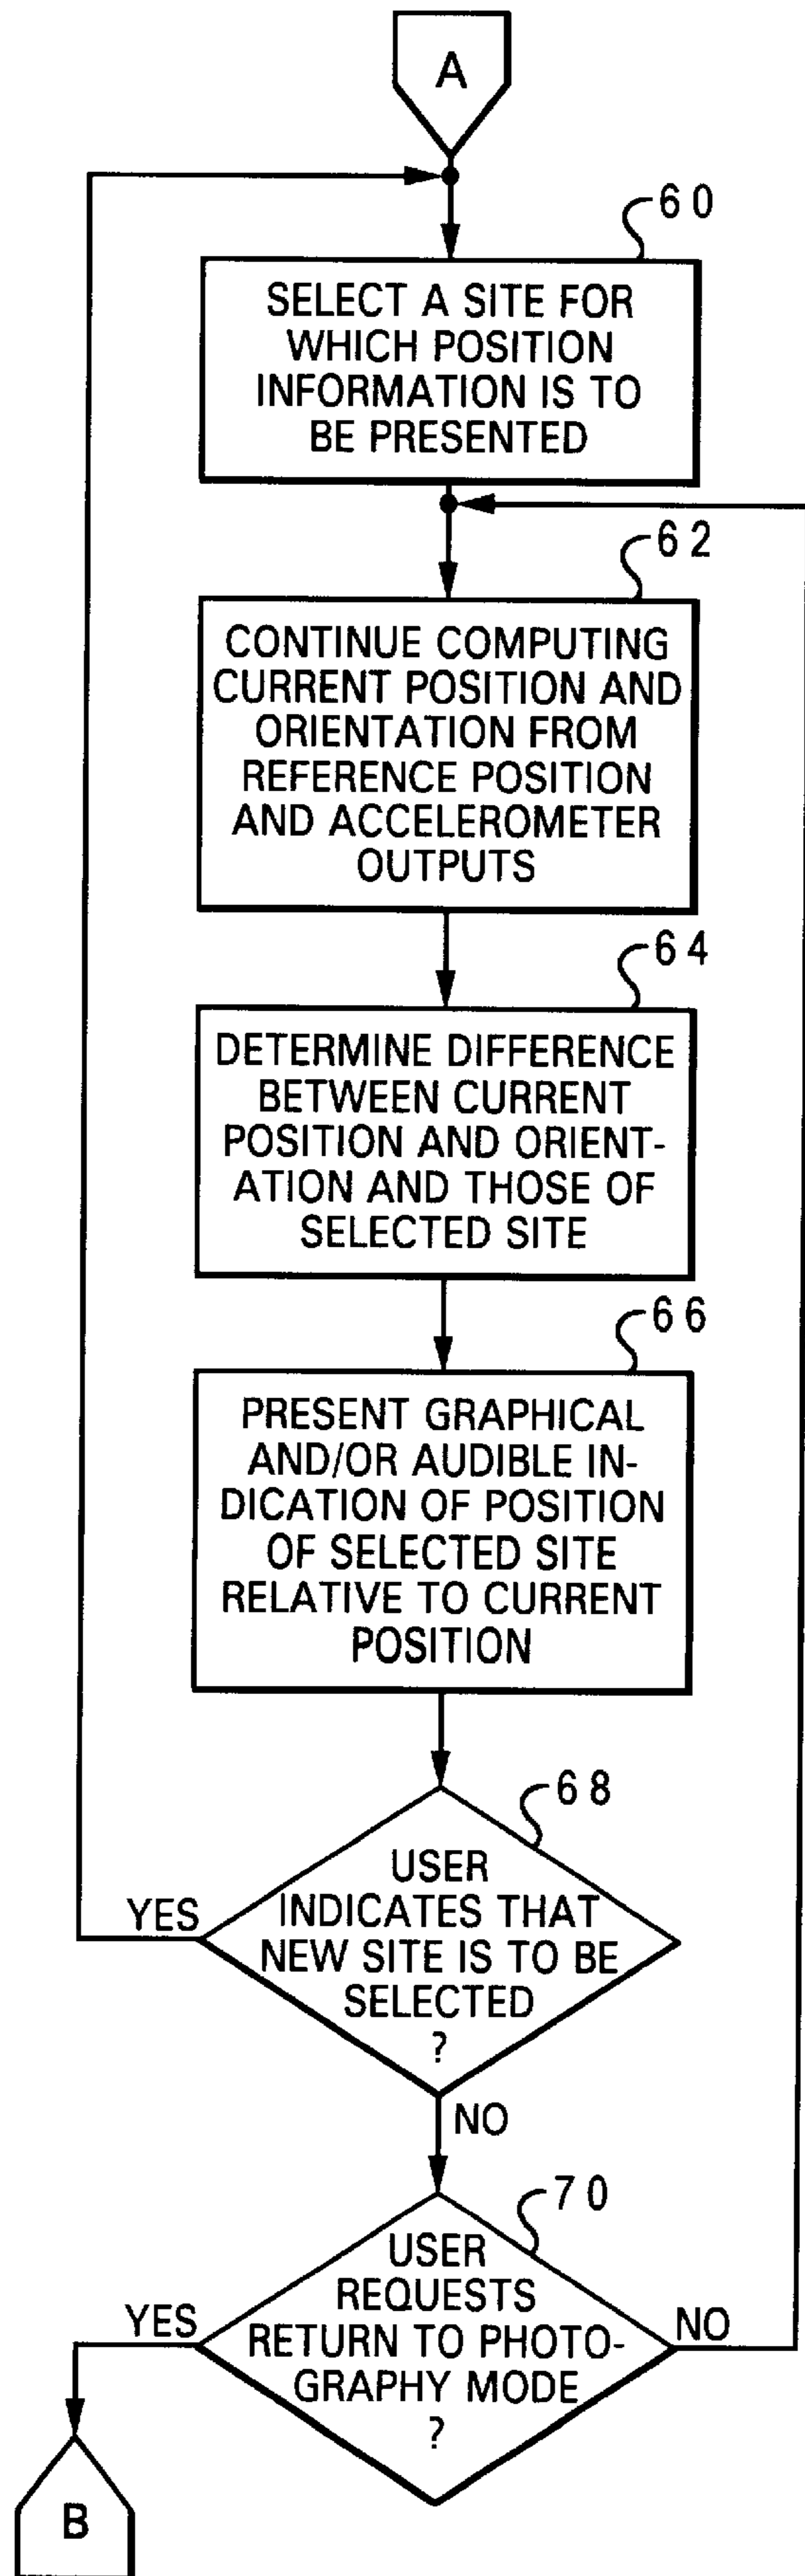 A
60
SELECT A SITE FOR
WHICH POSITION
INFORMATION IS TO
BE PRESENTED
62
CONTINUE COMPUTING
CURRENT POSITION AND
ORIENTATION FROM
REFERENCE POSITION
AND ACCELEROMETER
OUTPUTS
64
DETERMINE DIFFERENCE
BETWEEN CURRENT
POSITION AND ORIENT-
ATION AND THOSE OF
SELECTED SITE
66
PRESENT GRAPHICAL
AND/OR AUDIBLE IN-
DICATION OF POSITION
OF SELECTED SITE
RELATIVE TO CURRENT
POSITION
68
USER
INDICATES THAT
NEW SITE IS TO BE
SELECTED
?
YES
NO
70
USER
REQUESTS
RETURN TO PHOTO-
GRAPHY MODE
?
YES
NO
B